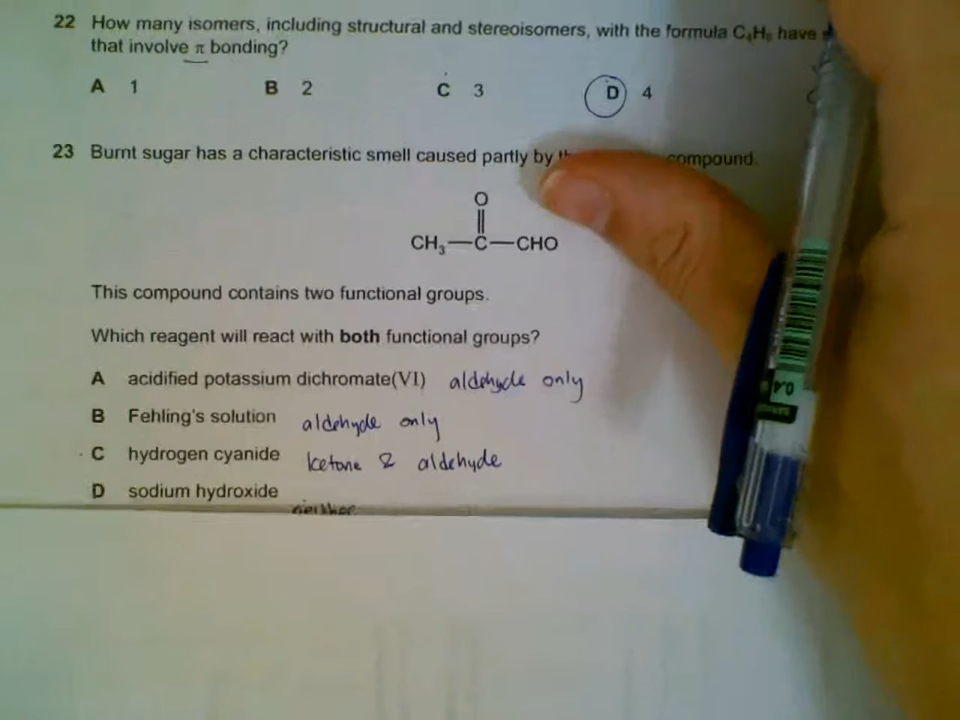 22 How many isomers, including structural and stereoisomers, with the formula C₄H₈ have
that involve π bonding?
A 1 B 2 C 3 D 4
23 Burnt sugar has a characteristic smell caused partly by compound.
O
CH₃—C—CHO
This compound contains two functional groups.
Which reagent will react with both functional groups?
A acidified potassium dichromate(VI) aldehyde only
B Fehling's solution aldehyde only
C hydrogen cyanide ketone & aldehyde
D sodium hydroxide
neither
0.4